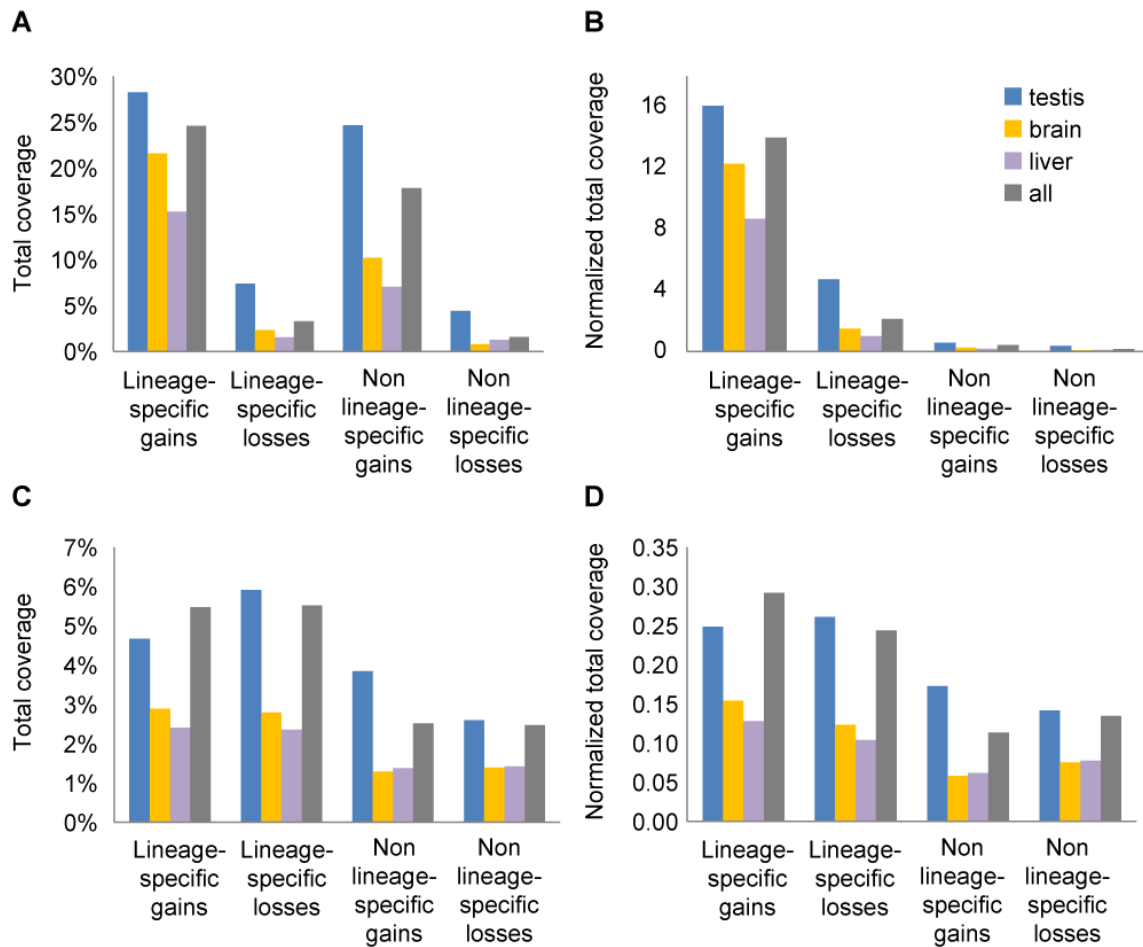 A
Total coverage
30%
25%
20%
15%
10%
5%
0%
Lineage-
specific
gains
Lineage-
specific
losses
Non
lineage-
specific
gains
Non
lineage-
specific
losses
B
Normalized total coverage
16
12
8
4
0
testis
brain
liver
all
Lineage-
specific
gains
Lineage-
specific
losses
Non
lineage-
specific
gains
Non
lineage-
specific
losses
C
Total coverage
7%
6%
5%
4%
3%
2%
1%
0%
Lineage-
specific
gains
Lineage-
specific
losses
Non
lineage-
specific
gains
Non
lineage-
specific
losses
D
Normalized total coverage
0.35
0.30
0.25
0.20
0.15
0.10
0.05
0.00
Lineage-
specific
gains
Lineage-
specific
losses
Non
lineage-
specific
gains
Non
lineage-
specific
losses